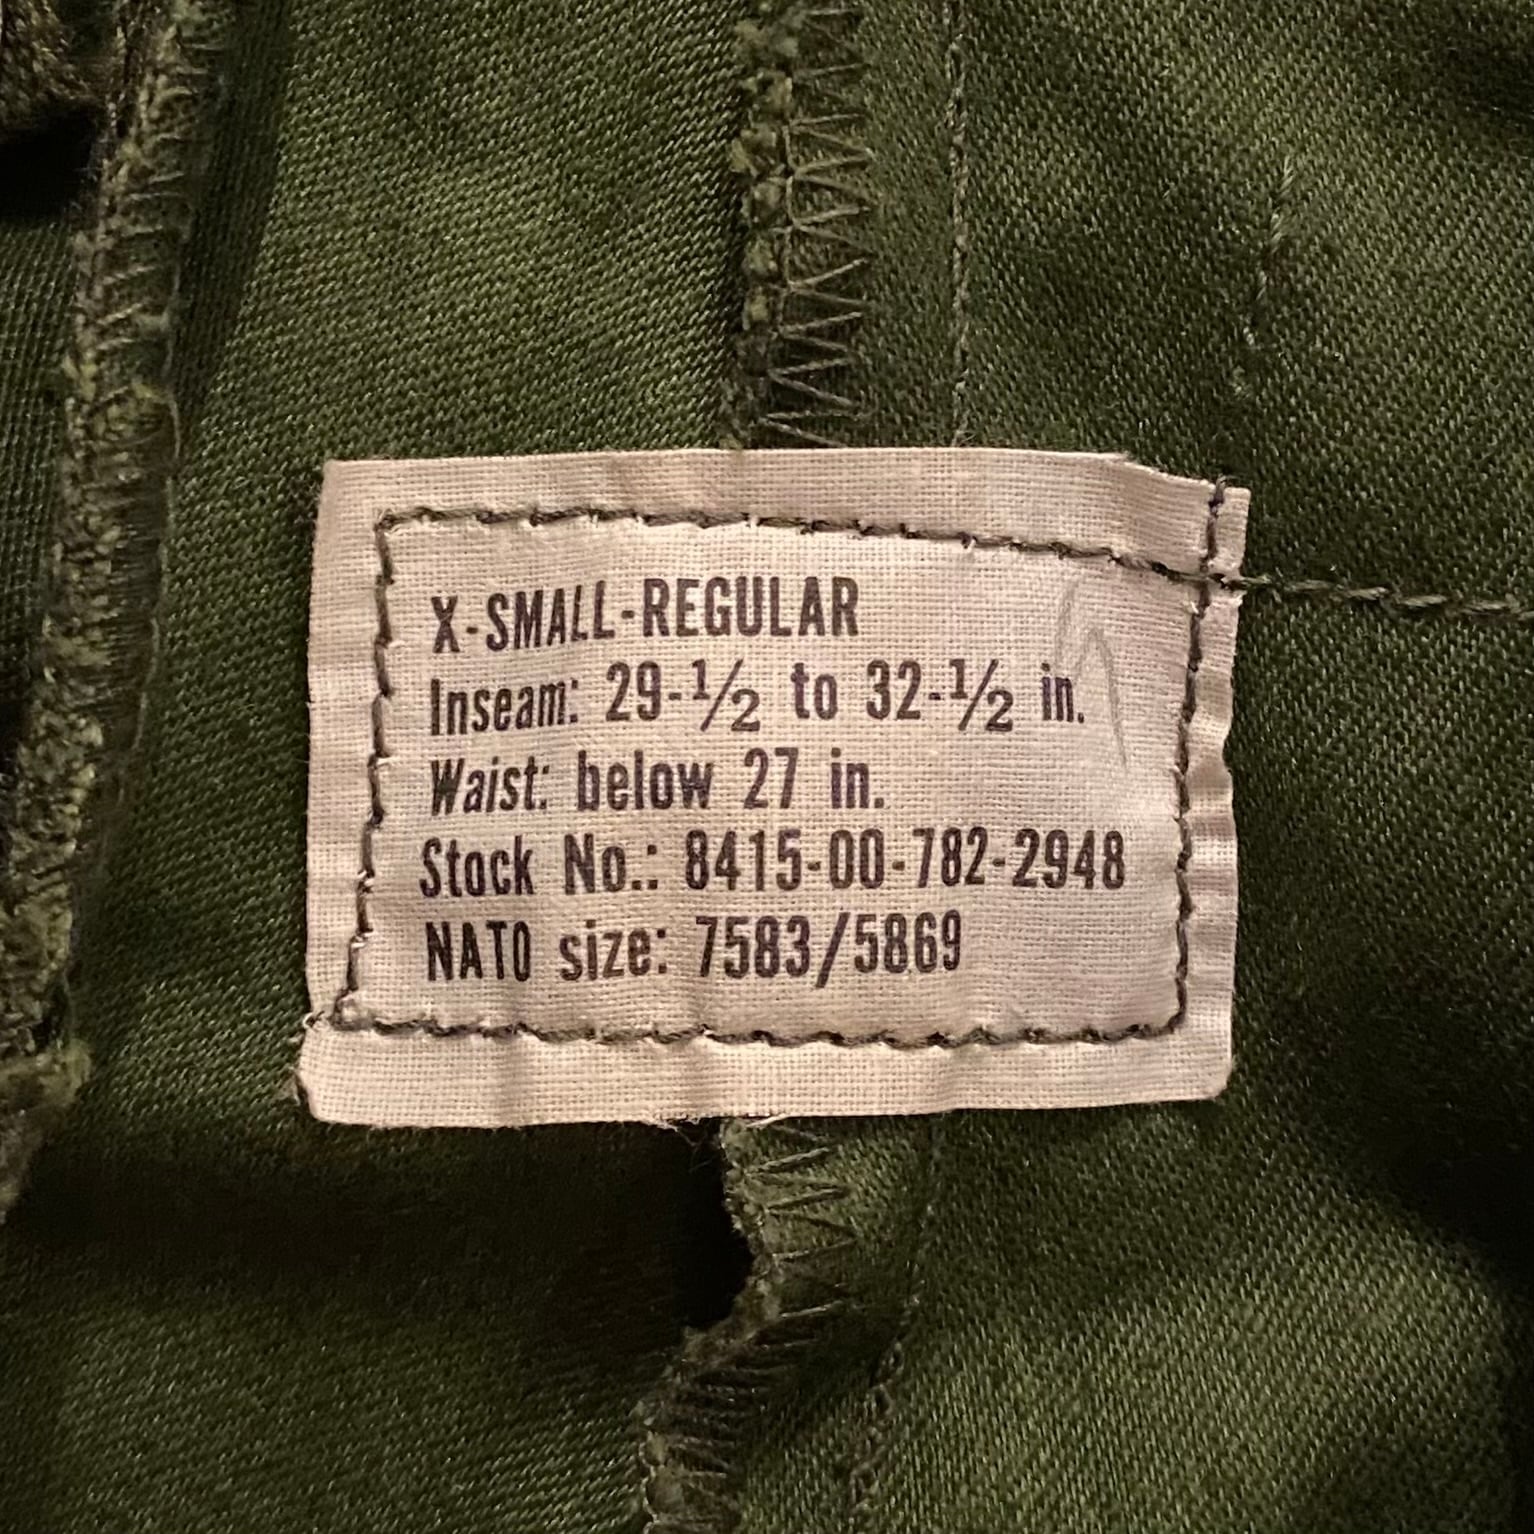 X-SMALL-REGULAR
Inseam: 29-1/2 to 32-1/2 in.
Waist: below 27 in.
Stock No.: 8415-00-782-2948
NATO size: 7583/5869